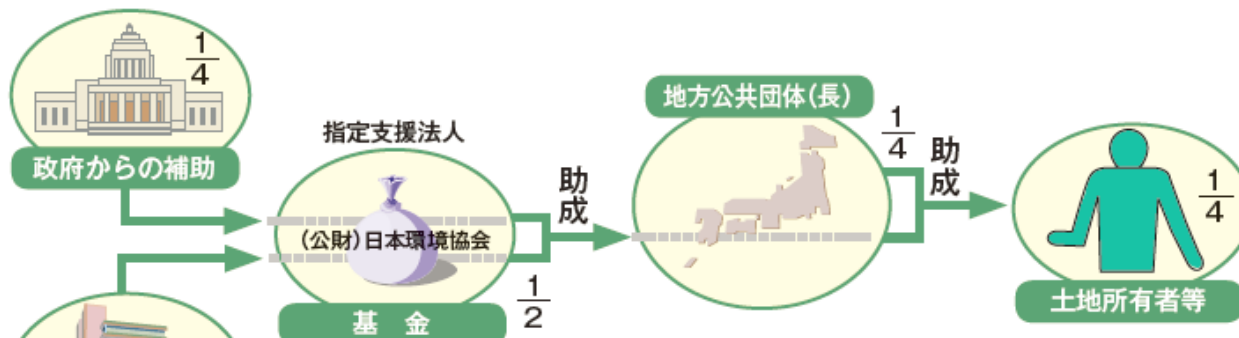 1/4
政府からの補助
指定支援法人
(公財)日本環境協会
基 金
1/2
助成
地方公共団体(長)
1/4
助成
1/4
土地所有者等